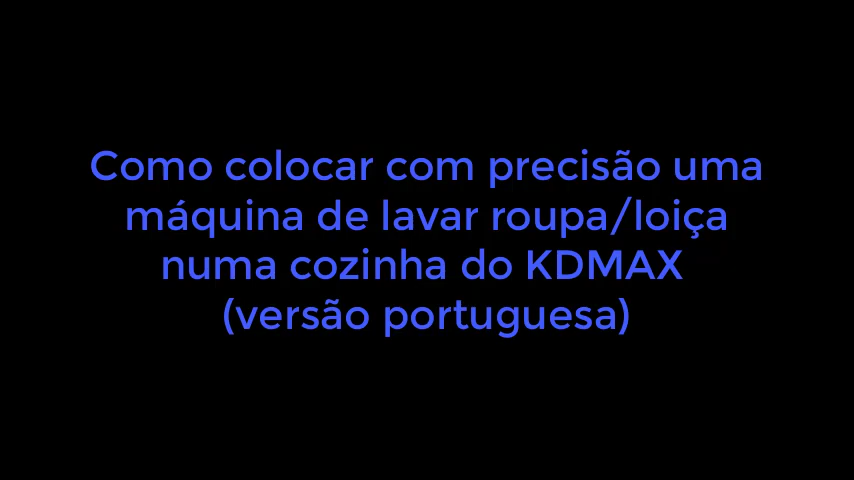 Como colocar com precisão uma
máquina de lavar roupa/loiça
numa cozinha do KDMAX
(versão portuguesa)